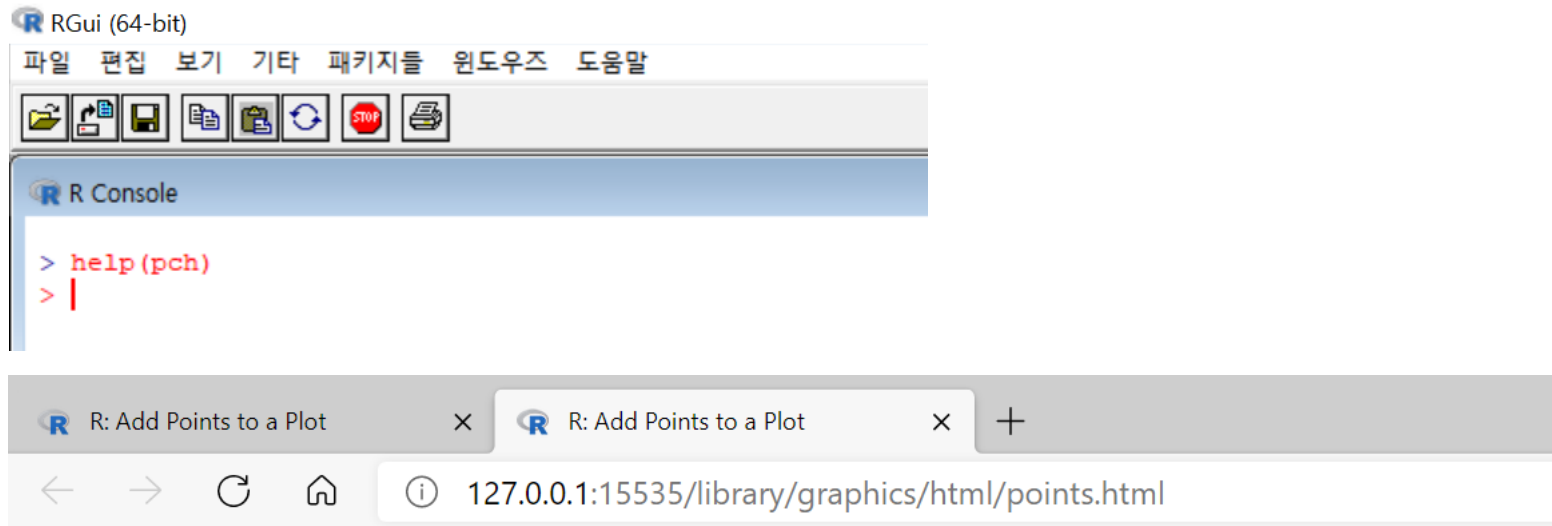 RGui (64-bit)
파일 편집 보기 기타 패키지들 윈도우즈 도움말
STOP
R Console
> help(pch)
>
R: Add Points to a Plot R: Add Points to a Plot
127.0.0.1:15535/library/graphics/html/points.html